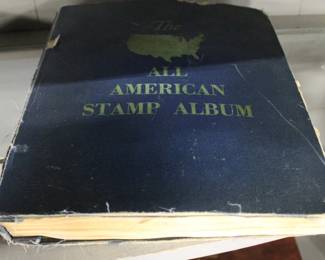 The
ALL
AMERICAN
STAMP ALBUM